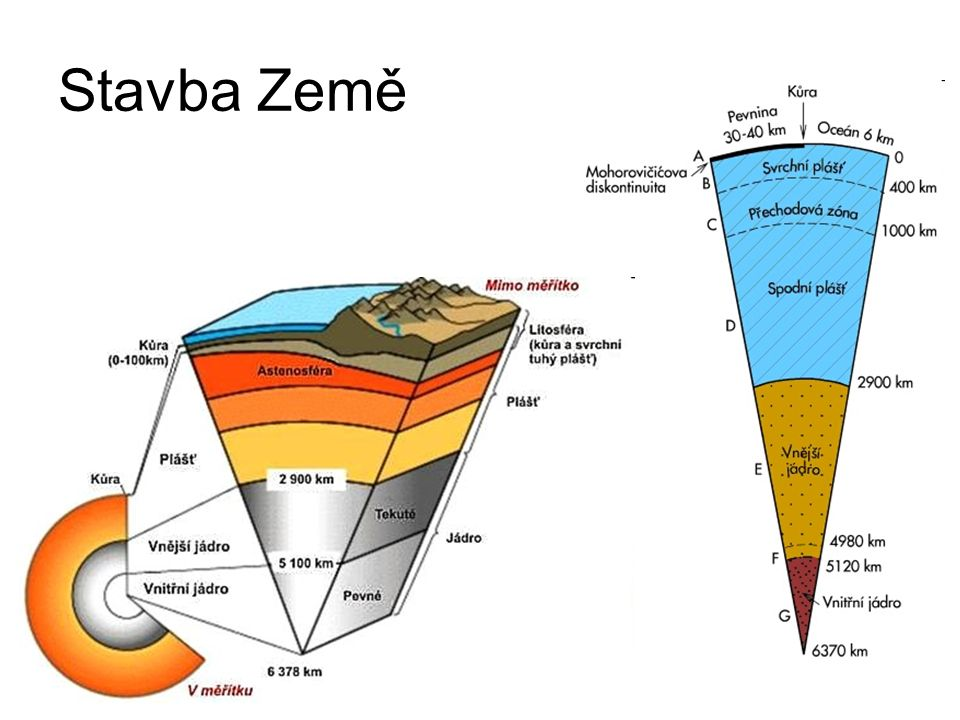 Stavba Země
Kůra
Pevnina
30-40 km
Oceán 6 km
A
0
Mohorovičićova
diskontinuita
Svrchní plášť
B
400 km
Přechodová zóna
C
1000 km
Spodní plášť
D
2900 km
Vnější
jádro
E
4980 km
F
5120 km
Vnitřní jádro
G
6370 km
Mimo měřítko
Kůra
(0-100km)
Litosféra
(kůra a svrchní
tuhý plášť)
Astenosféra
Plášť
Plášť
Kůra
2 900 km
Tekuté
Jádro
Vnější jádro
5 100 km
Vnitřní jádro
Pevné
6 378 km
V měřítku